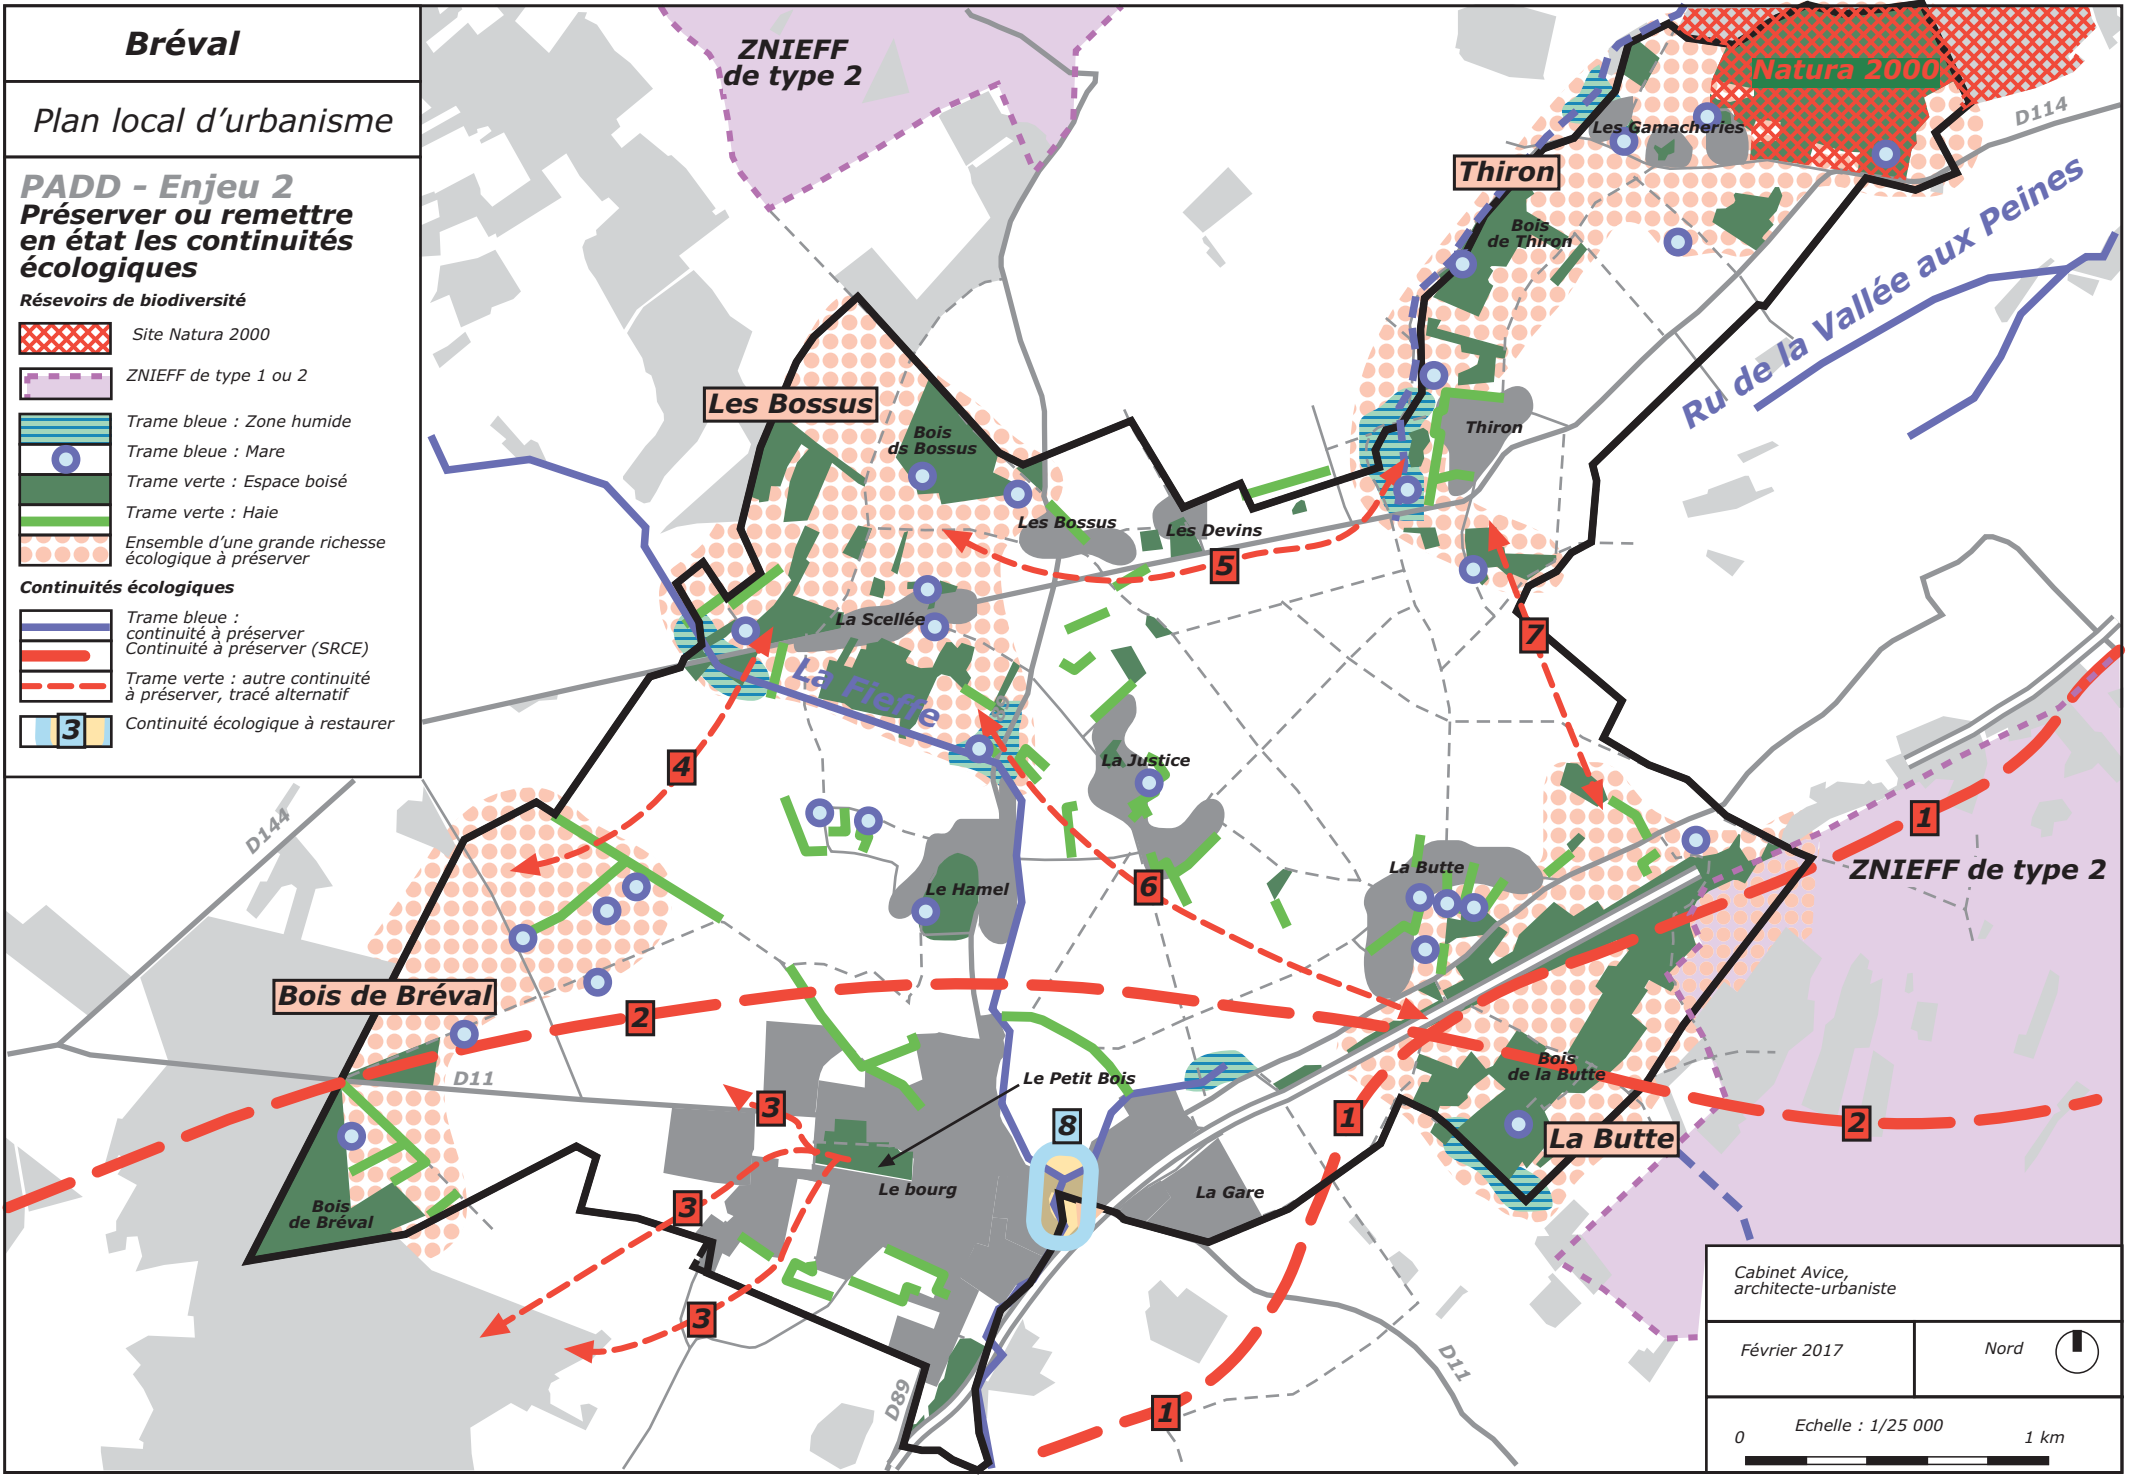 Bréval
Plan local d’urbanisme
PADD – Enjeu 2
Préserver ou remettre
en état les continuités
écologiques
Résevoirs de biodiversité
Site Natura 2000
ZNIEFF de type 1 ou 2
Trame bleue : Zone humide
Trame bleue : Mare
Trame verte : Espace boisé
Trame verte : Haie
Ensemble d’une grande richesse
écologique à préserver
Continuités écologiques
Trame bleue :
continuité à préserver
Continuité à préserver (SRCE)
Trame verte : autre continuité
à préserver, tracé alternatif
3
Continuité écologique à restaurer
ZNIEFF
de type 2
Natura 2000
D114
Les Gamacheries
Thiron
Bois
de Thiron
Ru de la Vallée aux Peines
Les Bossus
Bois
ds Bossus
Thiron
Les Bossus
Les Devins
5
La Scellée
7
La Fieffe
4
La Justice
D144
1
ZNIEFF de type 2
La Butte
Le Hamel
6
Bois de Bréval
2
D11
Bois
de la Butte
Le Petit Bois
3
8
1
2
La Butte
Le bourg
La Gare
3
Bois
de Bréval
3
D89
D11
1
Cabinet Avice,
architecte-urbaniste
Février 2017
Nord
Echelle : 1/25 000
0
1 km